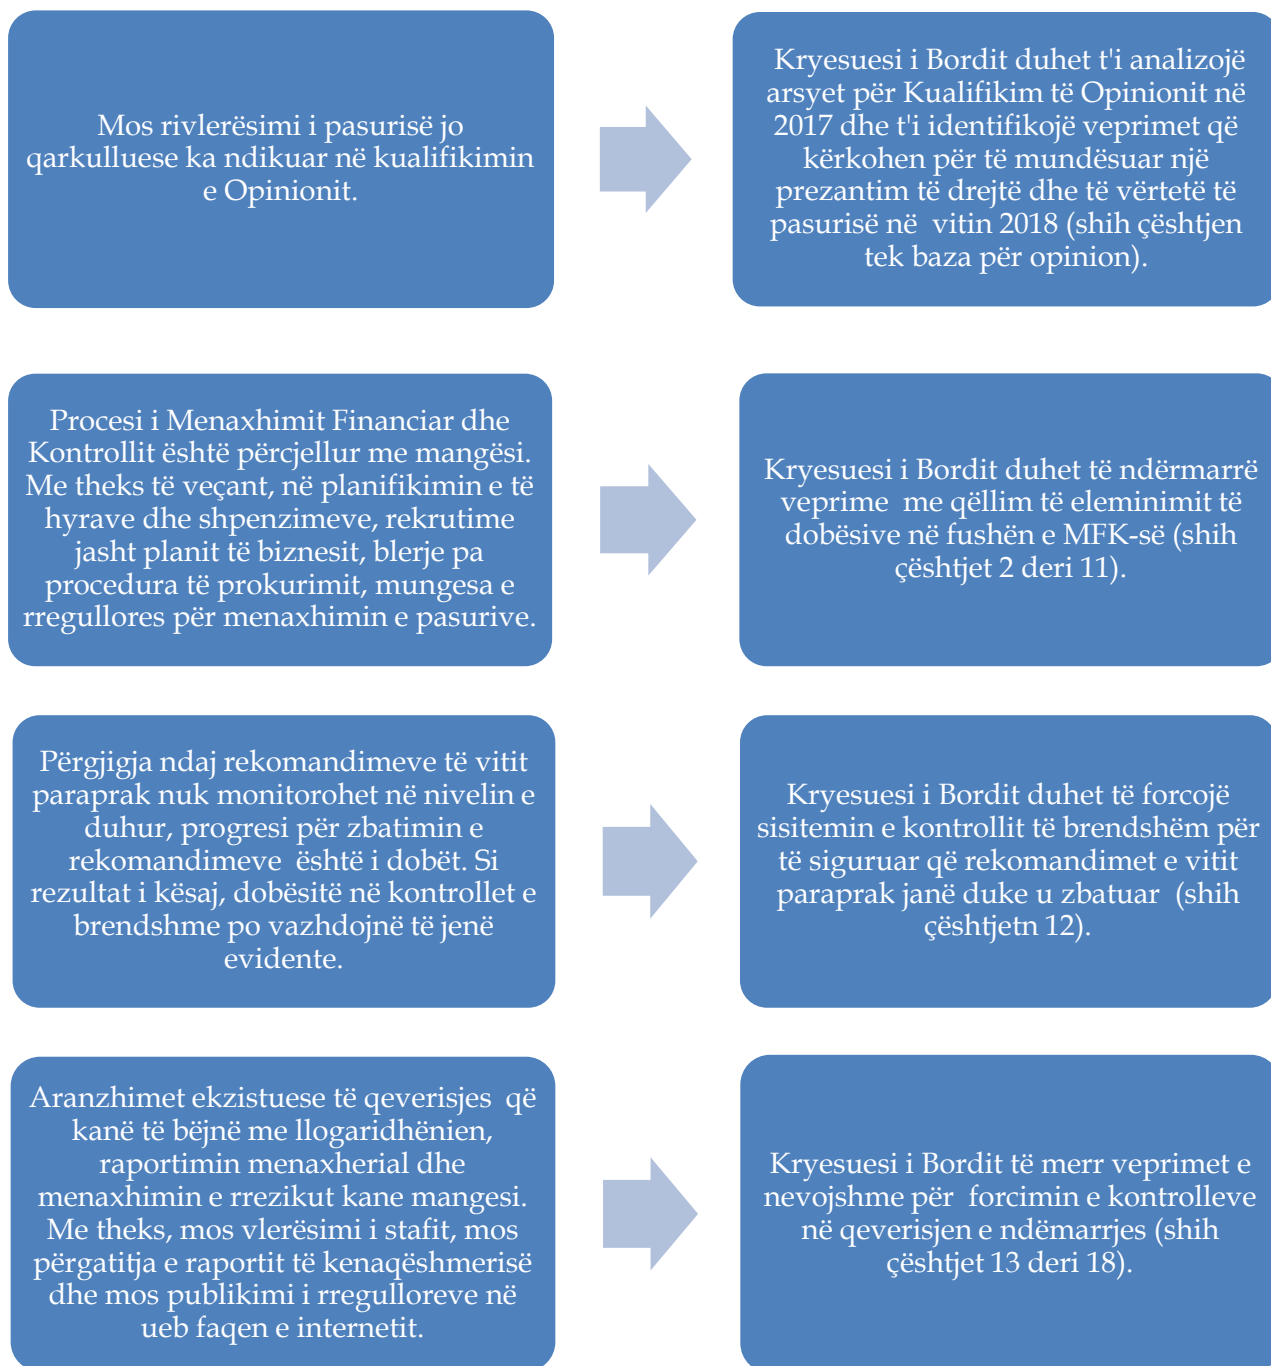 Mos rivlerësimi i pasurisë jo
qarkulluese ka ndikuar në kualifikimin
e Opinionit.
Kryesuesi i Bordit duhet t'i analizojë
arsyet për Kualifikim të Opinionit në
2017 dhe t'i identifikojë veprimet që
kërkohen për të mundësuar një
prezantim të drejtë dhe të vërtetë të
pasurisë në vitin 2018 (shih çështjen
tek baza për opinion).
Procesi i Menaxhimit Financiar dhe
Kontrollit është përcjellur me mangësi.
Me theks të veçant, në planifikimin e të
hyrave dhe shpenzimeve, rekrutime
jasht planit të biznesit, blerje pa
procedura të prokurimit, mungesa e
rregullores për menaxhimin e pasurive.
Kryesuesi i Bordit duhet të ndërmarrë
veprime me qëllim të eleminimit të
dobësive në fushën e MFK-së (shih
çështjet 2 deri 11).
Përgjigja ndaj rekomandimeve të vitit
paraprak nuk monitorohet në nivelin e
duhur, progresi për zbatimin e
rekomandimeve është i dobët. Si
rezultat i kësaj, dobësitë në kontrollet e
brendshme po vazhdojnë të jenë
evidente.
Kryesuesi i Bordit duhet të forcojë
sisitemin e kontrollit të brendshëm për
të siguruar që rekomandimet e vitit
paraprak janë duke u zbatuar (shih
çështjetn 12).
Aranzhimet ekzistuese të qeverisjes që
kanë të bëjnë me llogaridhënien,
raportimin menaxherial dhe
menaxhimin e rrezikut kane mangesi.
Me theks, mos vlerësimi i stafit, mos
përgatitja e raportit të kenaqëshmerisë
dhe mos publikimi i rregulloreve në
ueb faqen e internetit.
Kryesuesi i Bordit të merr veprimet e
nevojshme për forcimin e kontrolleve
në qeverisjen e ndëmarrjes (shih
çështjet 13 deri 18).